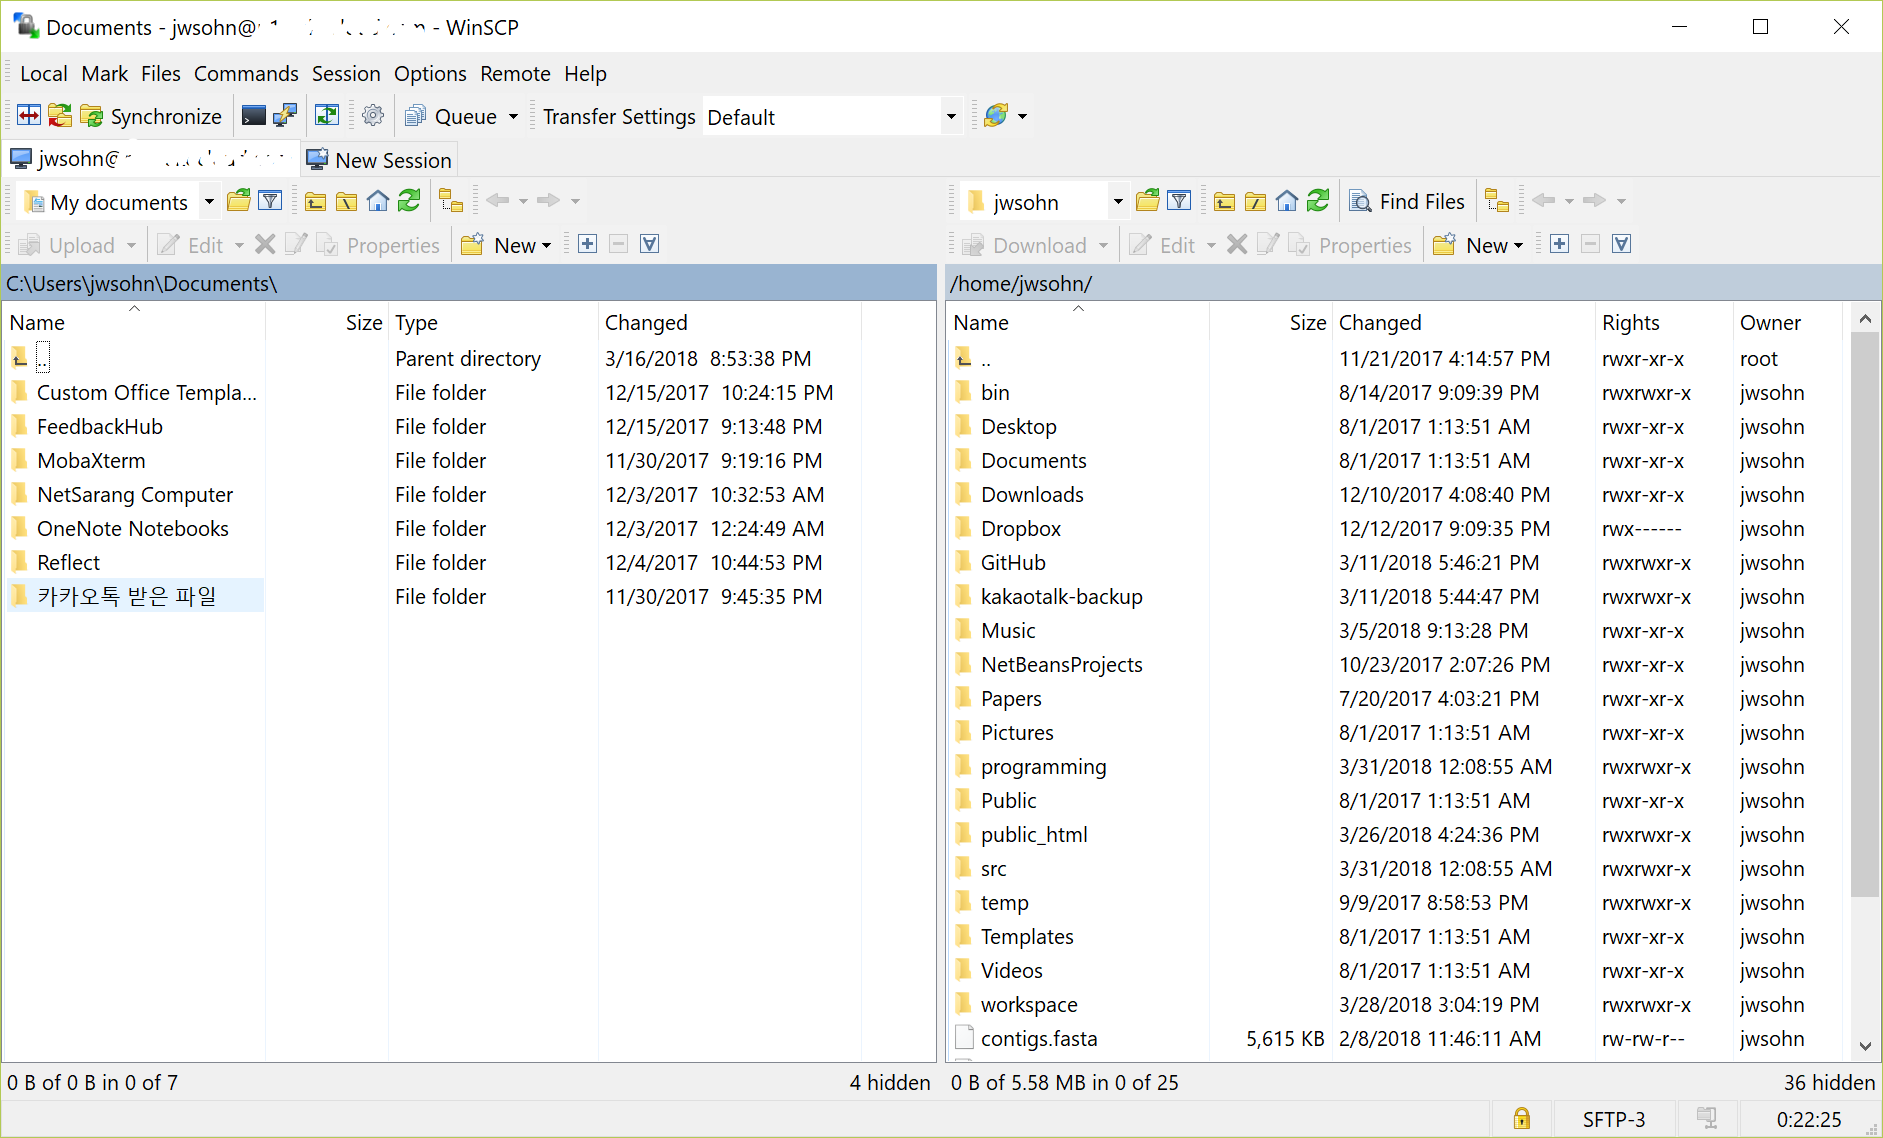 Documents - jwsohn@ - WinSCP
Local Mark Files Commands Session Options Remote Help
Synchronize Queue Transfer Settings Default
jwsohn@ New Session
My documents jwsohn Find Files
Upload Edit Properties New Download Edit Properties New
C:\Users\jwsohn\Documents\ /home/jwsohn/
Name Size Type Changed Name Size Changed Rights Owner
.. Parent directory 3/16/2018 8:53:38 PM .. 11/21/2017 4:14:57 PM rwxr-xr-x root
Custom Office Templa... File folder 12/15/2017 10:24:15 PM bin 8/14/2017 9:09:39 PM rwxrwxr-x jwsohn
FeedbackHub File folder 12/15/2017 9:13:48 PM Desktop 8/1/2017 1:13:51 AM rwxr-xr-x jwsohn
MobaXterm File folder 11/30/2017 9:19:16 PM Documents 8/1/2017 1:13:51 AM rwxr-xr-x jwsohn
NetSarang Computer File folder 12/3/2017 10:32:53 AM Downloads 12/10/2017 4:08:40 PM rwxr-xr-x jwsohn
OneNote Notebooks File folder 12/3/2017 12:24:49 AM Dropbox 12/12/2017 9:09:35 PM rwx------ jwsohn
Reflect File folder 12/4/2017 10:44:53 PM GitHub 3/11/2018 5:46:21 PM rwxrwxr-x jwsohn
카카오톡 받은 파일 File folder 11/30/2017 9:45:35 PM kakaotalk-backup 3/11/2018 5:44:47 PM rwxrwxr-x jwsohn
Music 3/5/2018 9:13:28 PM rwxr-xr-x jwsohn
NetBeansProjects 10/23/2017 2:07:26 PM rwxr-xr-x jwsohn
Papers 7/20/2017 4:03:21 PM rwxr-xr-x jwsohn
Pictures 8/1/2017 1:13:51 AM rwxr-xr-x jwsohn
programming 3/31/2018 12:08:55 AM rwxrwxr-x jwsohn
Public 8/1/2017 1:13:51 AM rwxr-xr-x jwsohn
public_html 3/26/2018 4:24:36 PM rwxrwxr-x jwsohn
src 3/31/2018 12:08:55 AM rwxrwxr-x jwsohn
temp 9/9/2017 8:58:53 PM rwxrwxr-x jwsohn
Templates 8/1/2017 1:13:51 AM rwxr-xr-x jwsohn
Videos 8/1/2017 1:13:51 AM rwxr-xr-x jwsohn
workspace 3/28/2018 3:04:19 PM rwxrwxr-x jwsohn
contigs.fasta 5,615 KB 2/8/2018 11:46:11 AM rw-rw-r-- jwsohn
0 B of 0 B in 0 of 7 4 hidden 0 B of 5.58 MB in 0 of 25 36 hidden
SFTP-3 0:22:25